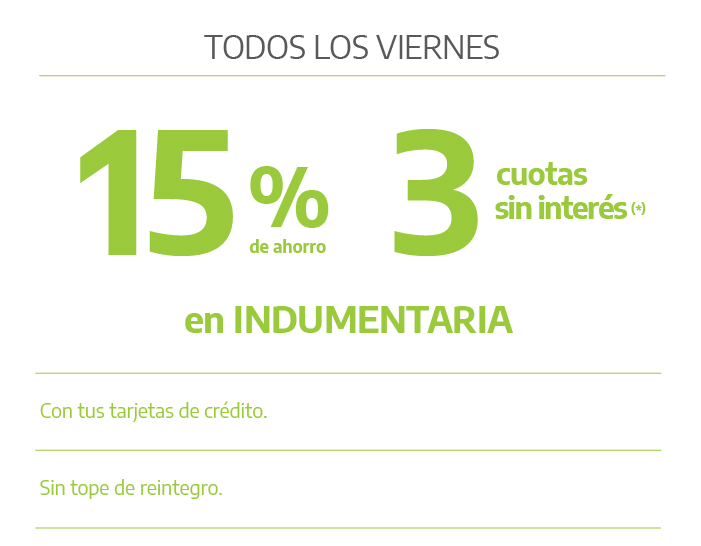 TODOS LOS VIERNES
15% de ahorro
3 cuotas
sin interés (*)
en INDUMENTARIA
Con tus tarjetas de crédito.
Sin tope de reintegro.